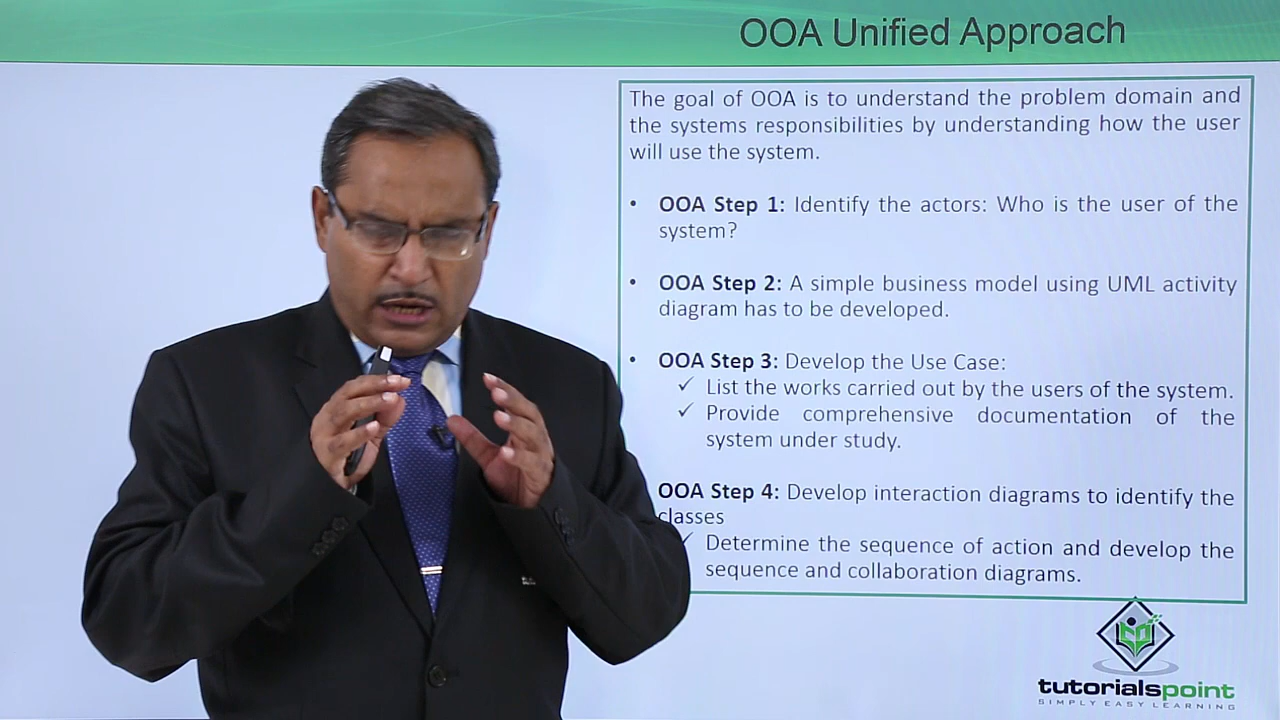 OOA Unified Approach
The goal of OOA is to understand the problem domain and
the systems responsibilities by understanding how the user
will use the system.
• OOA Step 1: Identify the actors: Who is the user of the
system?
• OOA Step 2: A simple business model using UML activity
diagram has to be developed.
• OOA Step 3: Develop the Use Case:
✓ List the works carried out by the users of the system.
✓ Provide comprehensive documentation of the
system under study.
OOA Step 4: Develop interaction diagrams to identify the
classes
✓ Determine the sequence of action and develop the
sequence and collaboration diagrams.
tutorialspoint
SIMPLY EASY LEARNING